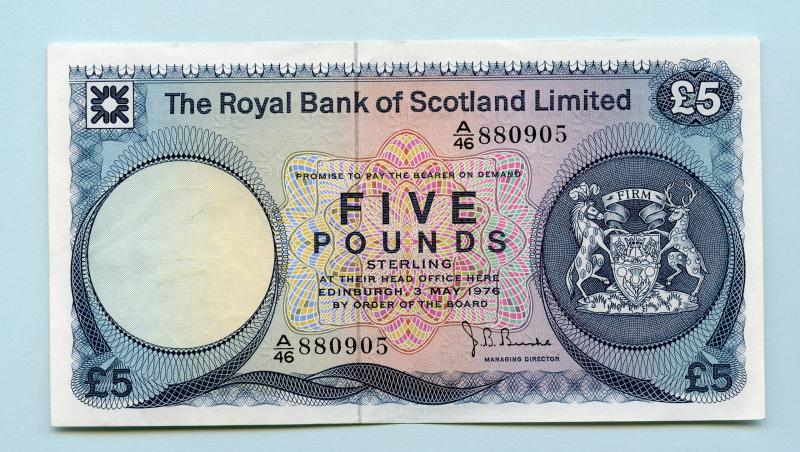 The Royal Bank of Scotland Limited
£5
A/46 880905
FIRM
PROMISE TO PAY THE BEARER ON DEMAND
FIVE
POUNDS
STERLING
AT THEIR HEAD OFFICE HERE
EDINBURGH, 3 MAY 1976
BY ORDER OF THE BOARD
A/46 880905
J. B. Burke
MANAGING DIRECTOR
£5
£5